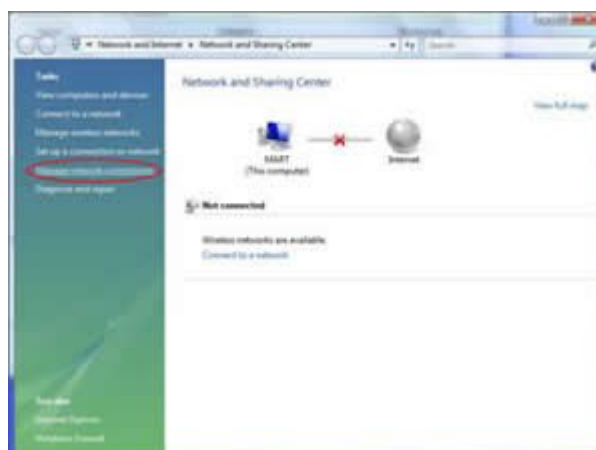 Network and Internet ▸ Network and Sharing Center
Search
Tasks
View computers and devices
Connect to a network
Manage wireless networks
Set up a connection or network
Manage network
Diagnose and repair
Network and Sharing Center
View full map
(This computer)
Internet
Not connected
Wireless networks are available.
Connect to a network
See also
Internet Options
Windows Firewall